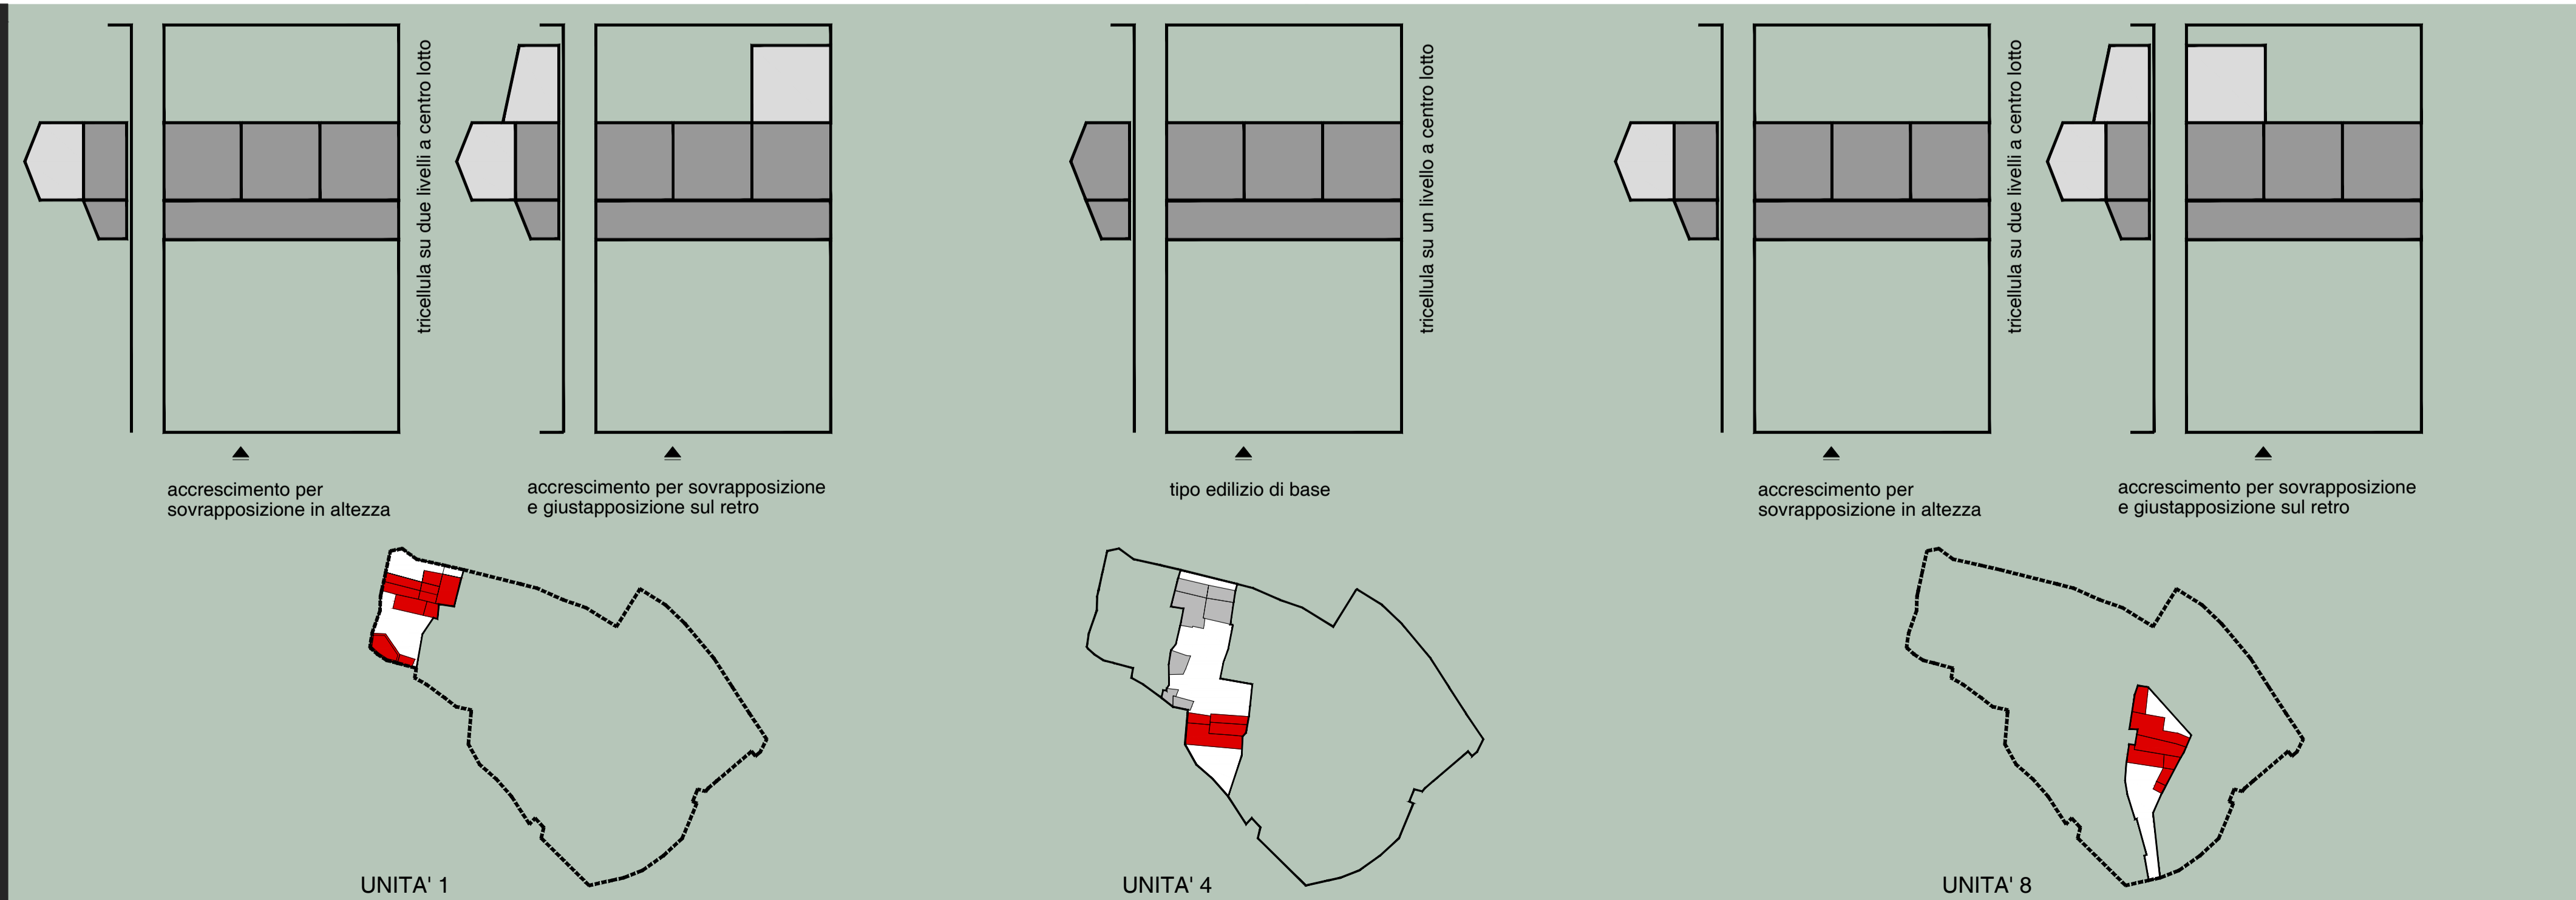 tricellula su due livelli a centro lotto
accrescimento per
sovrapposizione in altezza
accrescimento per sovrapposizione
e giustapposizione sul retro
UNITA' 1
tricellula su un livello a centro lotto
tipo edilizio di base
UNITA' 4
tricellula su due livelli a centro lotto
accrescimento per
sovrapposizione in altezza
accrescimento per sovrapposizione
e giustapposizione sul retro
UNITA' 8